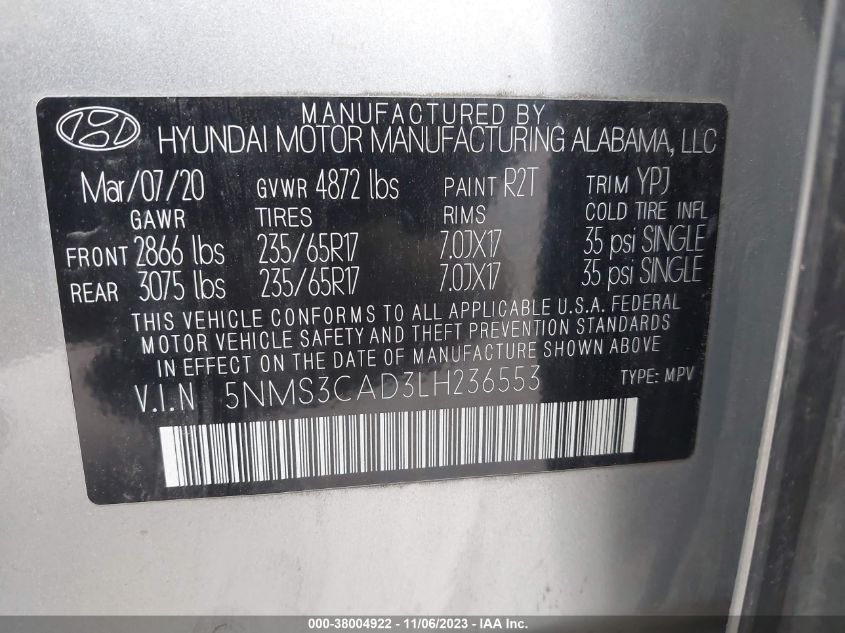 MANUFACTURED BY
HYUNDAI MOTOR MANUFACTURING ALABAMA, LLC
Mar/07/20 GVWR 4872 lbs PAINT R2T TRIM YPJ
GAWR TIRES RIMS COLD TIRE INFL
FRONT 2866 lbs 235/65R17 7.0JX17 35 psi SINGLE
REAR 3075 lbs 235/65R17 7.0JX17 35 psi SINGLE
THIS VEHICLE CONFORMS TO ALL APPLICABLE U.S.A. FEDERAL
MOTOR VEHICLE SAFETY AND THEFT PREVENTION STANDARDS
IN EFFECT ON THE DATE OF MANUFACTURE SHOWN ABOVE
V.I.N 5NMS3CAD3LH236553 TYPE: MPV
000-38004922 - 11/06/2023 - IAA Inc.